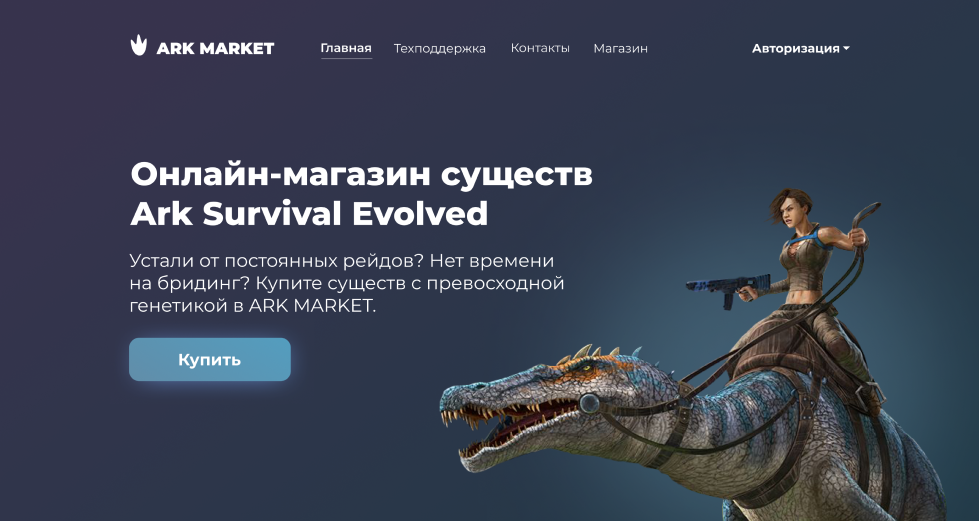 ARK MARKET
Главная
Техподдержка
Контакты
Магазин
Авторизация
Онлайн-магазин существ
Ark Survival Evolved
Устали от постоянных рейдов? Нет времени
на бридинг? Купите существ с превосходной
генетикой в ARK MARKET.
Купить